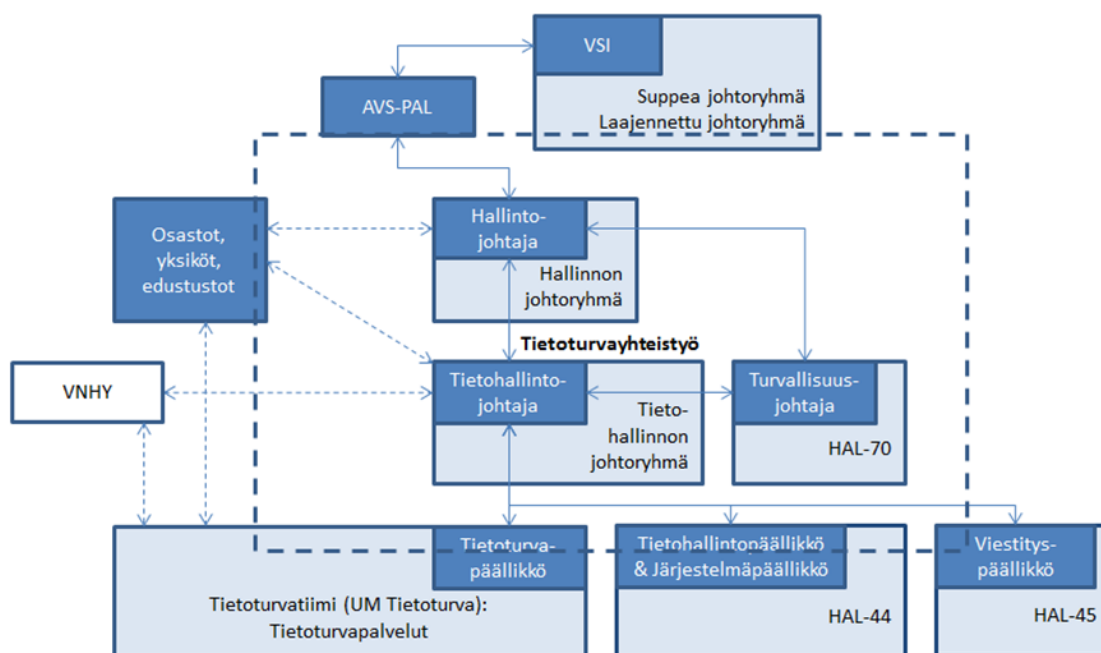 VSI
Suppea johtoryhmä
Laajennettu johtoryhmä
AVS-PAL
Osastot,
yksiköt,
edustustot
Hallinto-
johtaja
Hallinnon
johtoryhmä
Tietoturvayhteistyö
VNHY
Tietohallinto-
johtaja
Tieto-
hallinnon
johtoryhmä
Turvallisuus-
johtaja
HAL-70
Tietoturva-
päällikkö
Tietoturvatiimi (UM Tietoturva):
Tietoturvapalvelut
Tietohallintopäällikkö
& Järjestelmäpäällikkö
HAL-44
Viestitys-
päällikkö
HAL-45